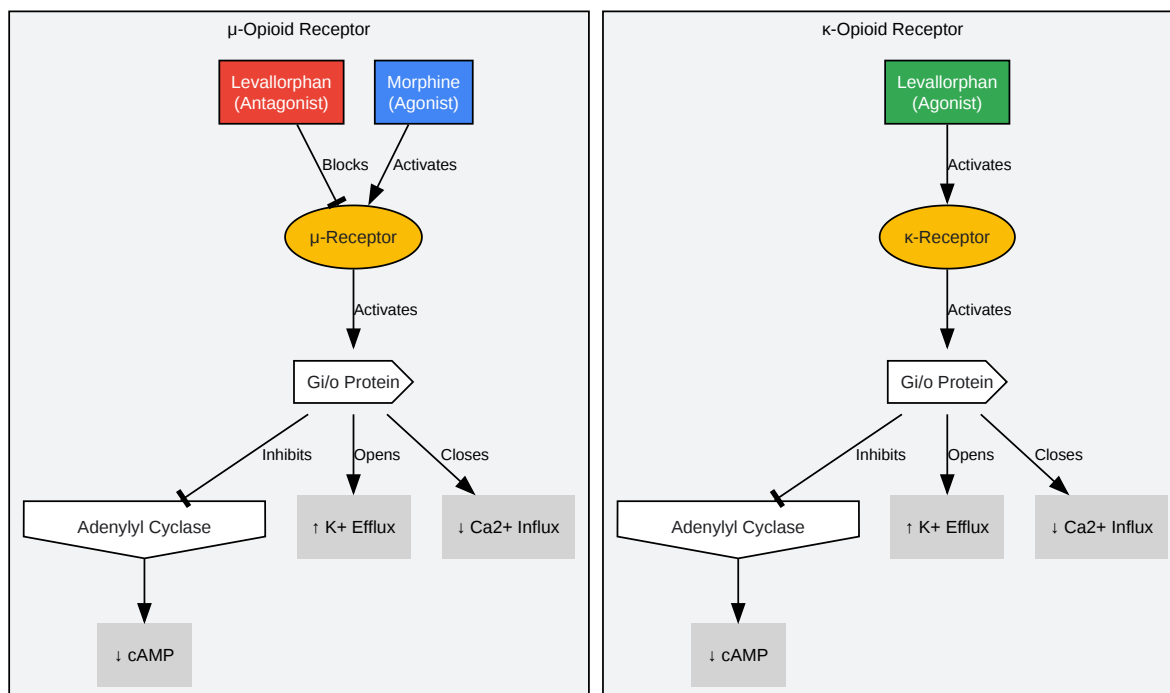 μ-Opioid Receptor
Levallorphan
(Antagonist)
Morphine
(Agonist)
Blocks
Activates
μ-Receptor
Activates
Gi/o Protein
Inhibits
Opens
Closes
Adenylyl Cyclase
↑ K+ Efflux
↓ Ca2+ Influx
↓ cAMP
κ-Opioid Receptor
Levallorphan
(Agonist)
Activates
κ-Receptor
Activates
Gi/o Protein
Inhibits
Opens
Closes
Adenylyl Cyclase
↑ K+ Efflux
↓ Ca2+ Influx
↓ cAMP